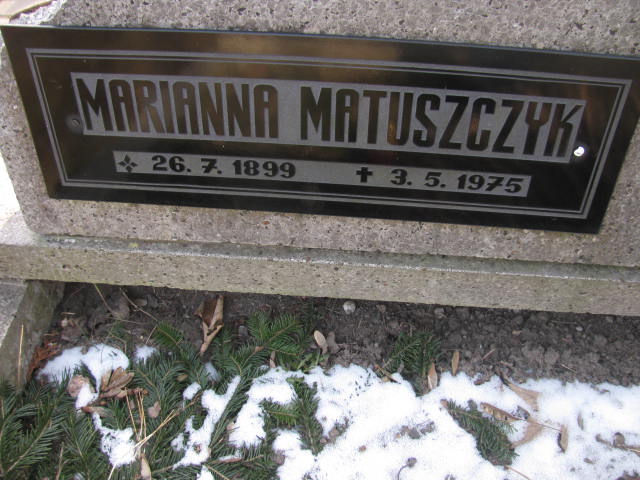 MARIANNA MATUSZCZYK
26. 7. 1899 ✝ 3. 5. 1975